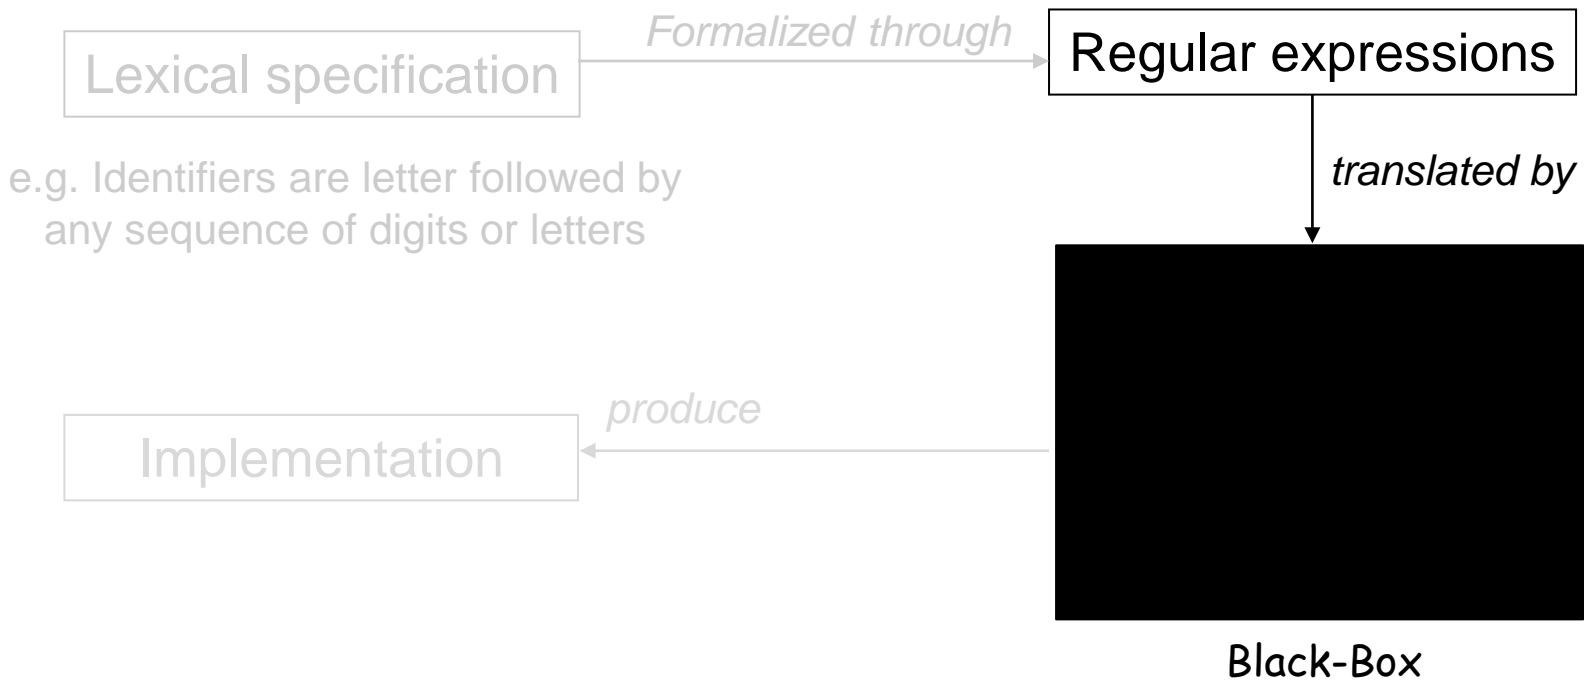 Formalized through
Lexical specification
Regular expressions
e.g. Identifiers are letter followed by
any sequence of digits or letters
translated by
produce
Implementation
Black-Box